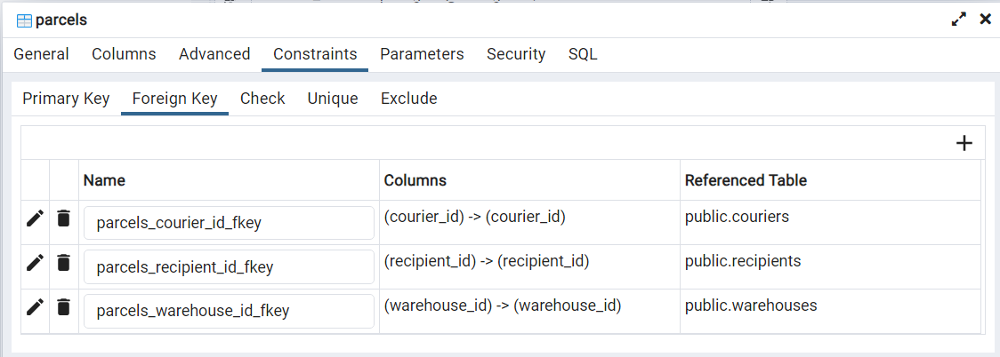 parcels
General Columns Advanced Constraints Parameters Security SQL
Primary Key Foreign Key Check Unique Exclude
Name Columns Referenced Table
parcels_courier_id_fkey (courier_id) -> (courier_id) public.couriers
parcels_recipient_id_fkey (recipient_id) -> (recipient_id) public.recipients
parcels_warehouse_id_fkey (warehouse_id) -> (warehouse_id) public.warehouses